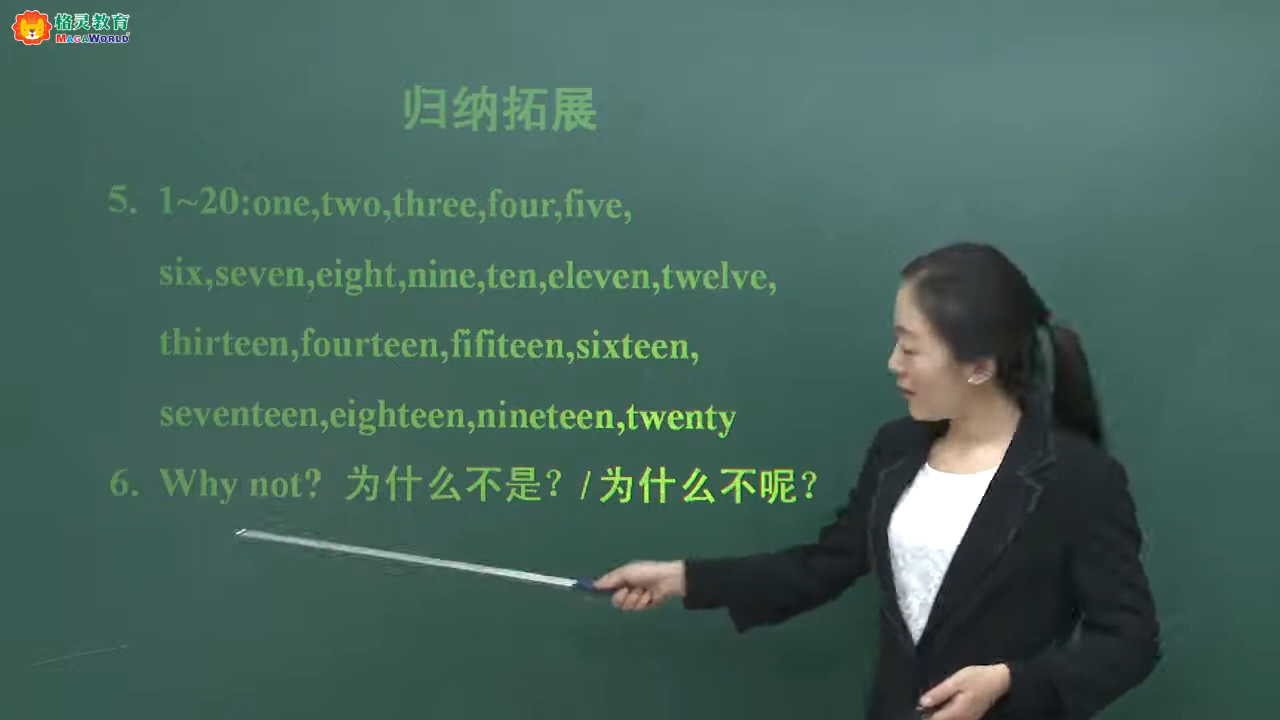 格灵教育
MAGAWORLD
归纳拓展
5. 1~20:one,two,three,four,five,
six,seven,eight,nine,ten,eleven,twelve,
thirteen,fourteen,fifiteen,sixteen,
seventeen,eighteen,nineteen,twenty
6. Why not? 为什么不是？/为什么不呢？